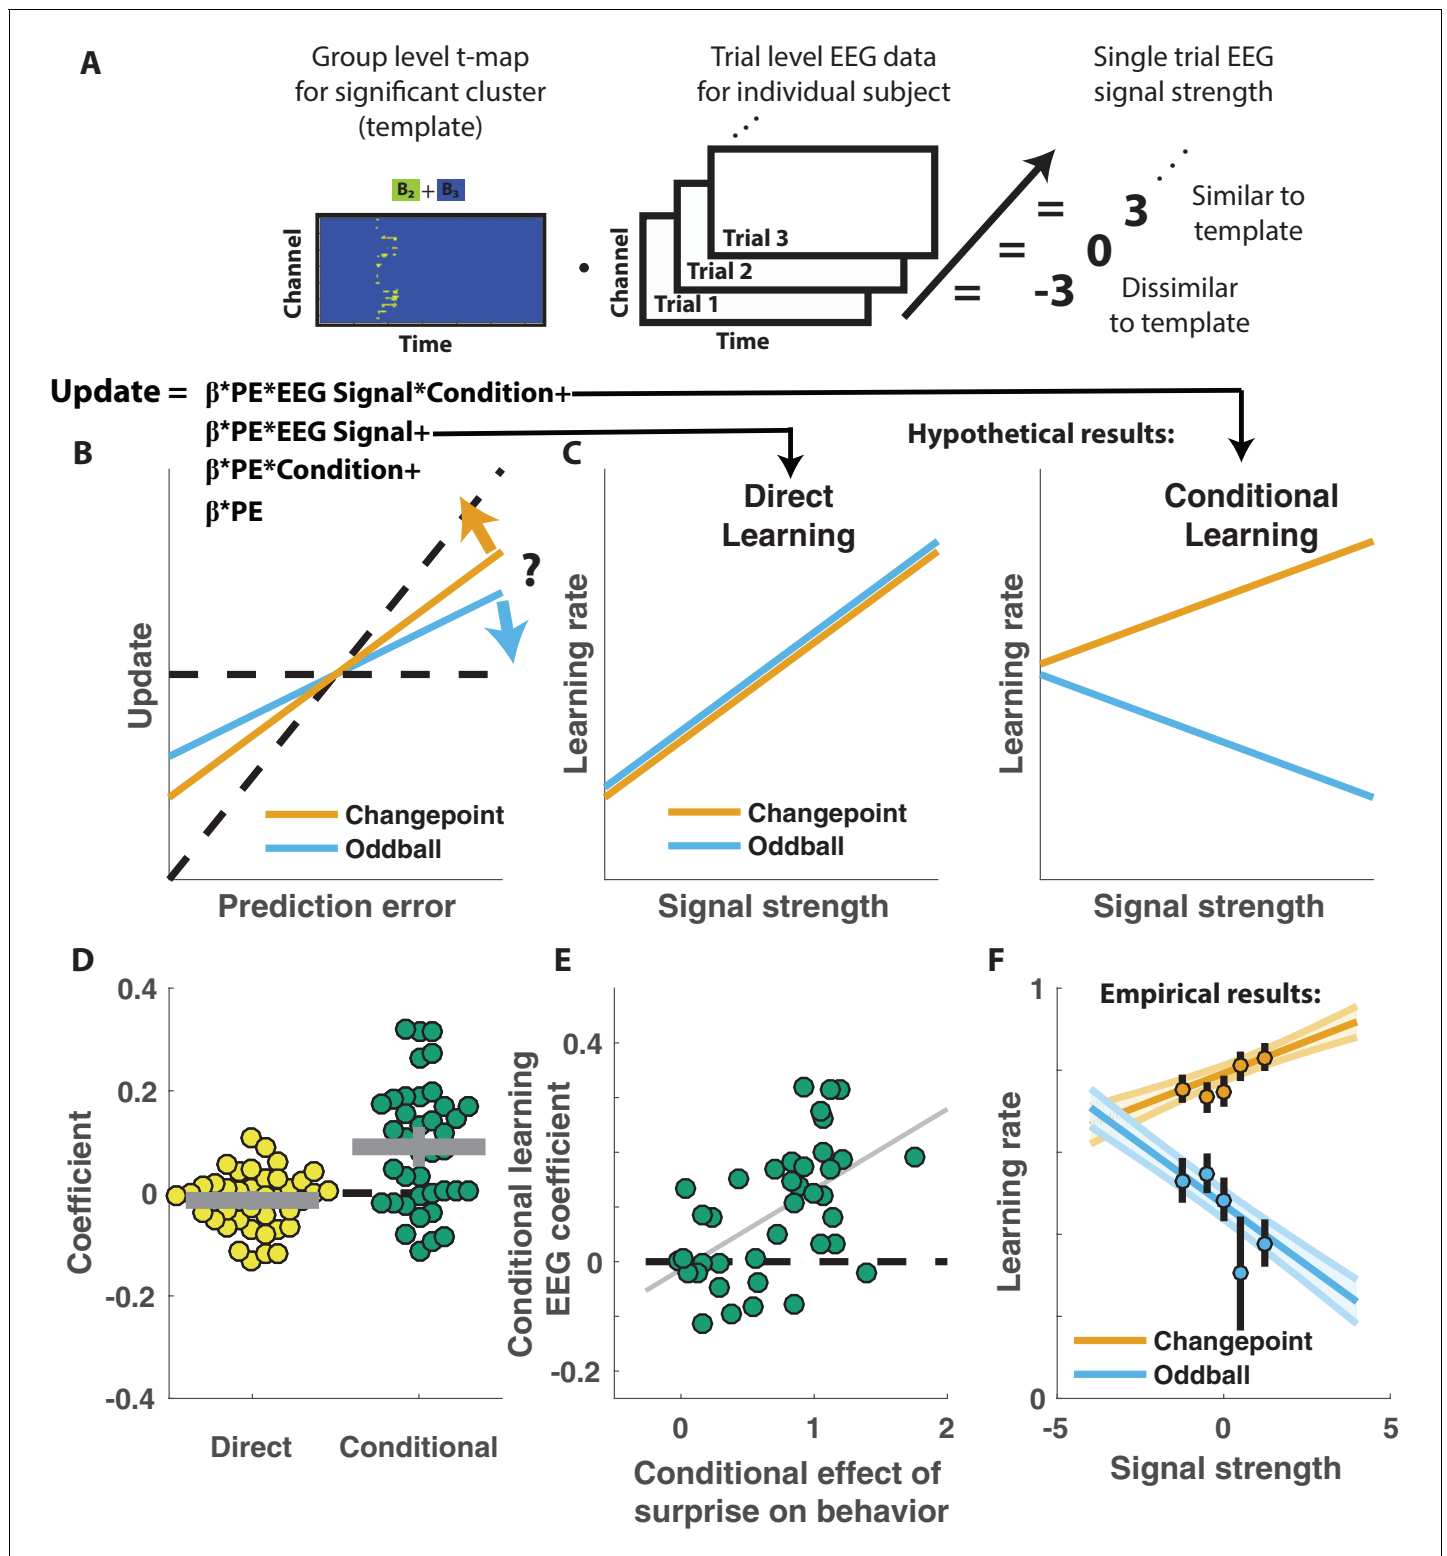 A
Group level t-map
for significant cluster
(template)
B₂ + B₃
Channel
Time
Trial level EEG data
for individual subject
Channel
Trial 3
Trial 2
Trial 1
Time
Single trial EEG
signal strength
= 3
= 0
= -3
Similar to
template
Dissimilar
to template
Update = β*PE*EEG Signal*Condition+
β*PE*EEG Signal+
β*PE*Condition+
β*PE
B
?
Update
Changepoint
Oddball
Prediction error
C
Hypothetical results:
Direct
Learning
Learning rate
Changepoint
Oddball
Signal strength
Conditional
Learning
Learning rate
Signal strength
D
0.4
0.2
0
-0.2
-0.4
Coefficient
Direct
Conditional
E
Conditional learning
EEG coefficient
0.4
0
-0.2
0
1
2
Conditional effect of
surprise on behavior
F
Empirical results:
1
0
Learning rate
Changepoint
Oddball
-5
0
5
Signal strength